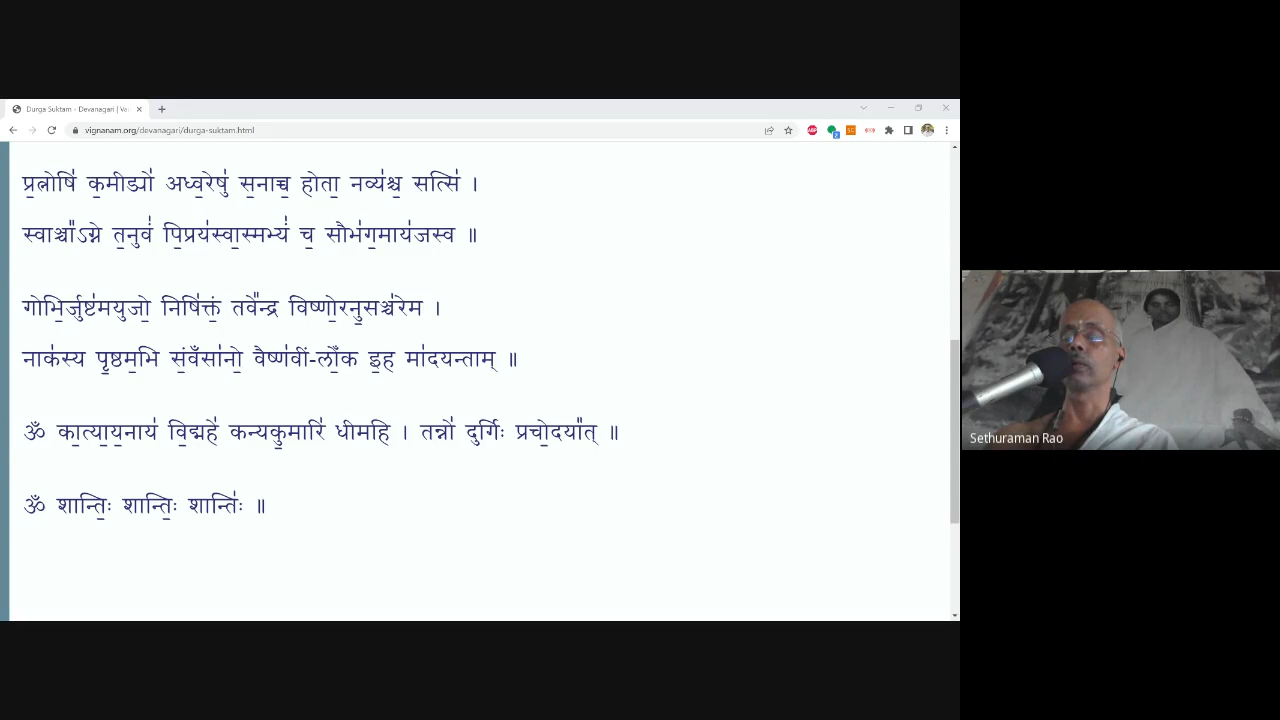 Durga Suktam - Devanagari | Va
vignanam.org/devanagari/durga-suktam.html
प्र॒त्नोषि॑ क॒मीड्यो॑ अध्व॒रेषु॑ स॒नाच्च॒ होता॒ नव्य॑श्च॒ सत्सि॑ ।
स्वाञ्चा᳚ऽग्ने त॒नुवं॑ पि॒प्रय॑स्वा॒स्मभ्यं॑ च॒ सौभ॑ग॒माय॑जस्व ॥
गोभि॒र्जुष्ट॑मयुजो॒ निषि॑क्तं॒ तवे᳚न्द्र विष्णो॒रनु॒सञ्च॑रेम ।
नाक॑स्य पृ॒ष्ठम॒भि सं॒वँसा॑नो॒ वैष्ण॑वीं-लोँ॒क इ॒ह मा॑दयन्ताम् ॥
ॐ का॒त्या॒य॒नाय॑ वि॒द्महे॑ कन्यकु॒मारि॑ धीमहि । तन्नो॑ दुर्गिः प्रचो॒दया᳚त् ॥
ॐ शान्तिः॒ शान्तिः॒ शान्तिः॑ ॥
Sethuraman Rao